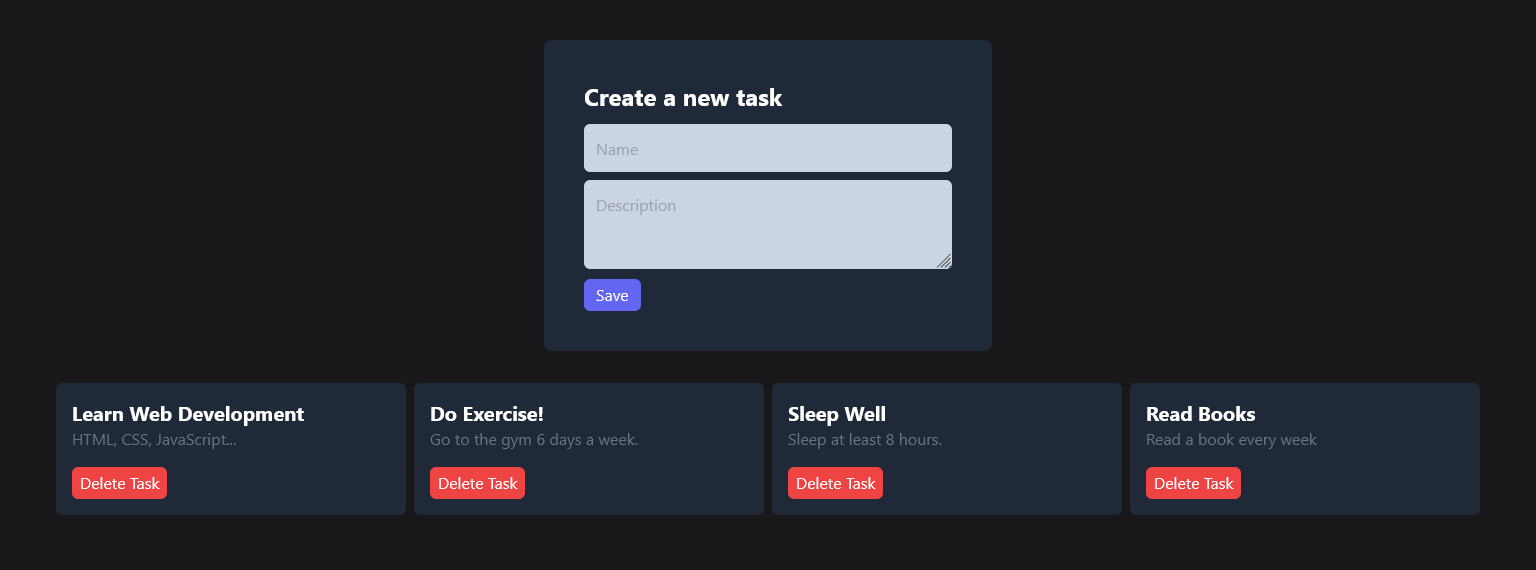 Create a new task
Name
Description
Save
Learn Web Development
HTML, CSS, JavaScript...
Delete Task
Do Exercise!
Go to the gym 6 days a week.
Delete Task
Sleep Well
Sleep at least 8 hours.
Delete Task
Read Books
Read a book every week
Delete Task